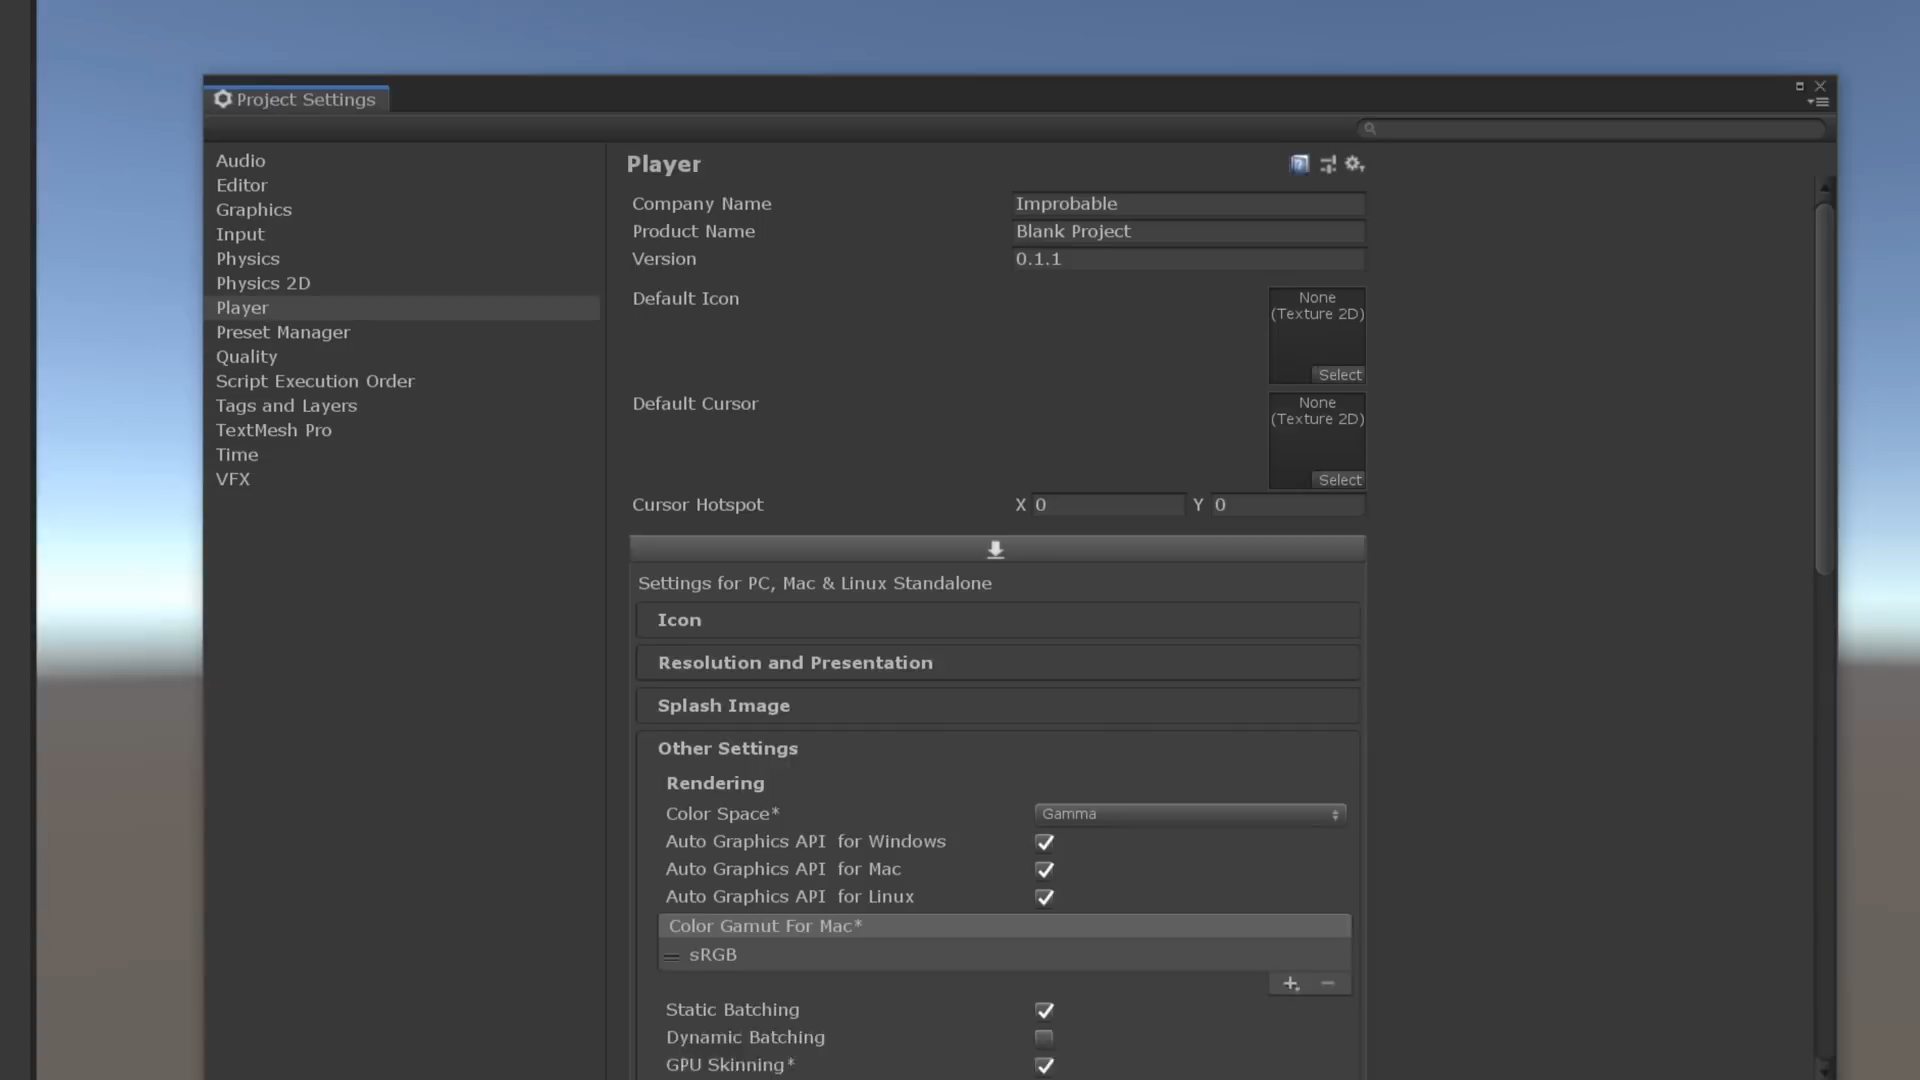 Project Settings
Audio
Editor
Graphics
Input
Physics
Physics 2D
Player
Preset Manager
Quality
Script Execution Order
Tags and Layers
TextMesh Pro
Time
VFX
Player
Company Name Improbable
Product Name Blank Project
Version 0.1.1
Default Icon
None
(Texture 2D)
Select
Default Cursor
None
(Texture 2D)
Select
Cursor Hotspot X 0 Y 0
Settings for PC, Mac & Linux Standalone
Icon
Resolution and Presentation
Splash Image
Other Settings
Rendering
Color Space* Gamma
Auto Graphics API for Windows
Auto Graphics API for Mac
Auto Graphics API for Linux
Color Gamut For Mac*
= sRGB
+ −
Static Batching
Dynamic Batching
GPU Skinning*